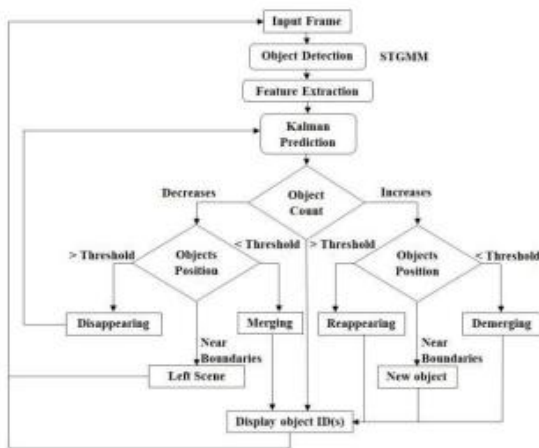 Input Frame
Object Detection STGMM
Feature Extraction
Kalman
Prediction
Decreases
Object
Count
Increases
> Threshold
Objects
Position
< Threshold
> Threshold
Objects
Position
< Threshold
Disappearing
Merging
Reappearing
Demerging
Near
Boundaries
Near
Boundaries
Left Scene
New object
Display object ID(s)